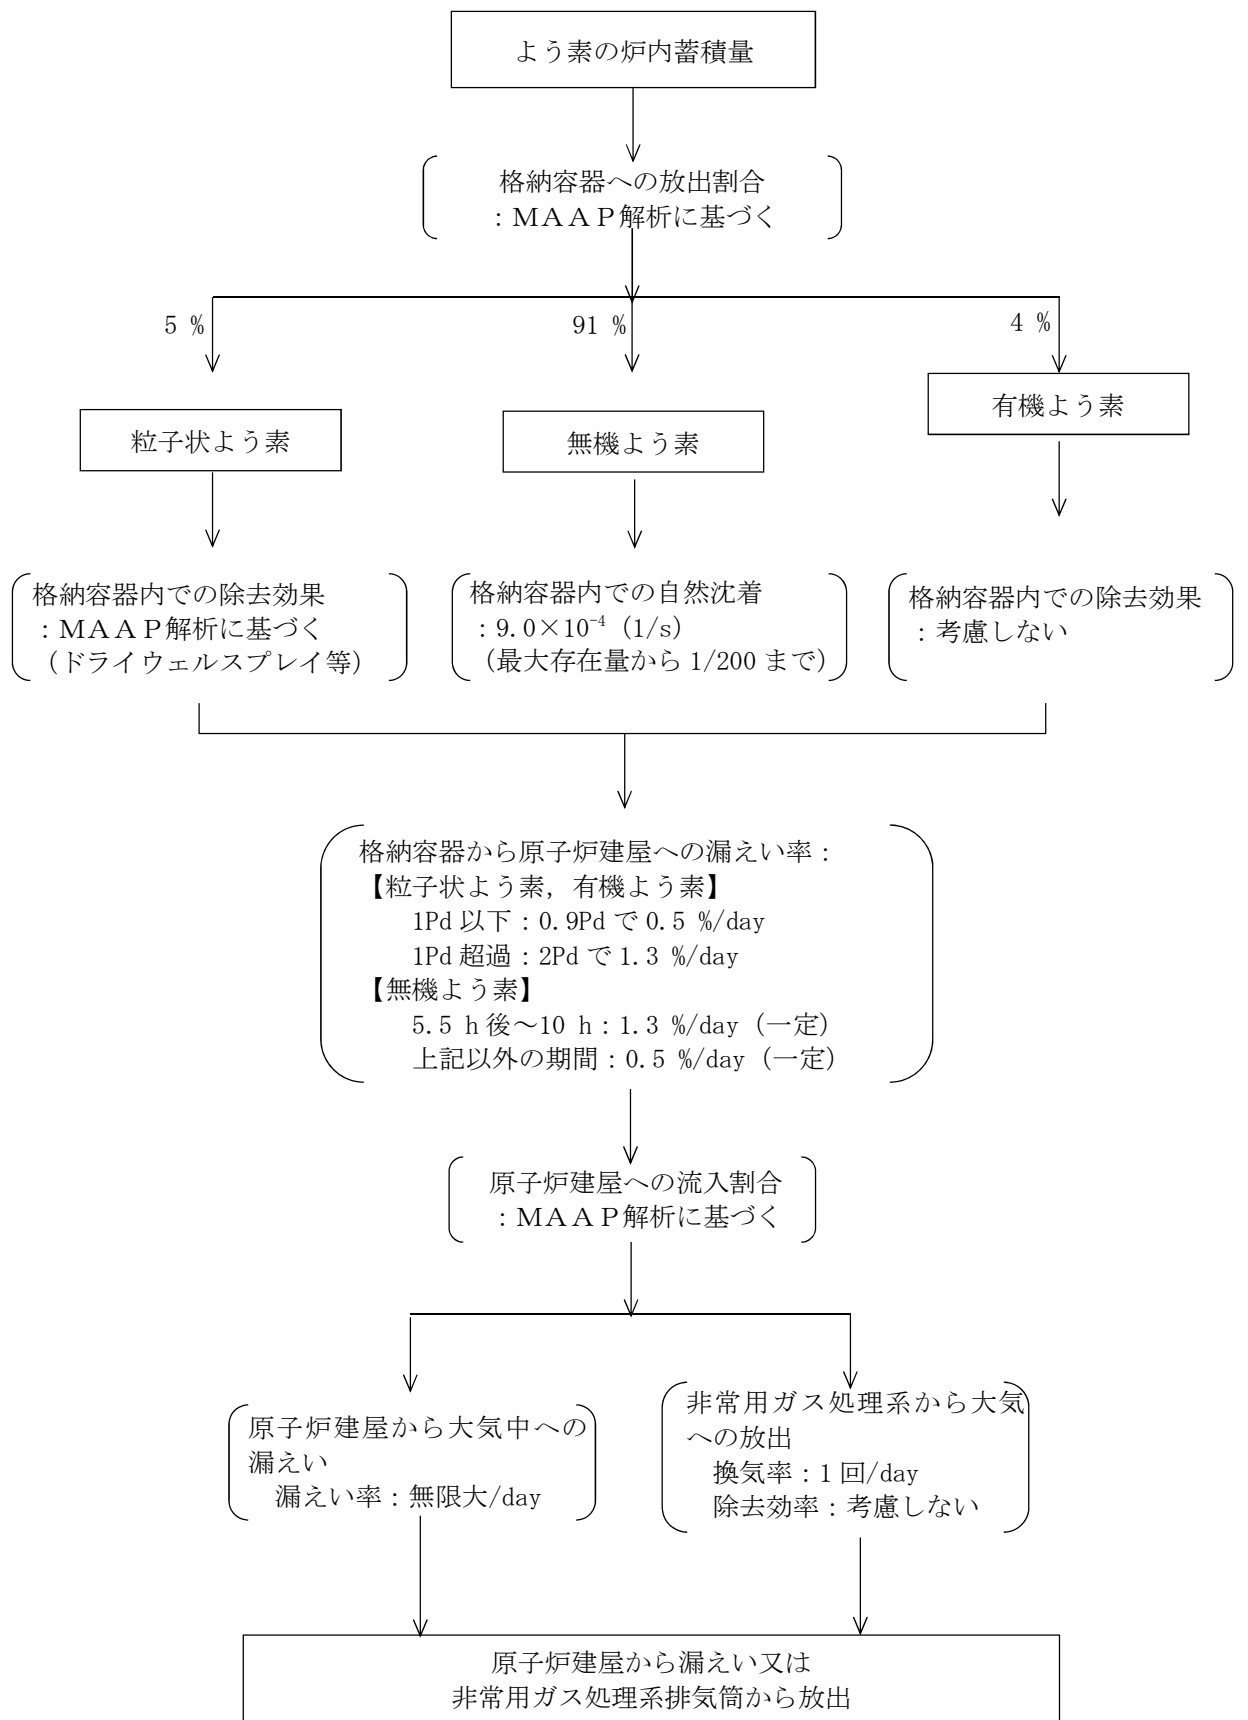 よう素の炉内蓄積量
格納容器への放出割合
：ＭＡＡＰ解析に基づく
5 %
91 %
4 %
粒子状よう素
無機よう素
有機よう素
格納容器内での除去効果
：ＭＡＡＰ解析に基づく
（ドライウェルスプレイ等）
格納容器内での自然沈着
：9.0×10⁻⁴（1/s）
（最大存在量から 1/200 まで）
格納容器内での除去効果
：考慮しない
格納容器から原子炉建屋への漏えい率：
【粒子状よう素，有機よう素】
1Pd 以下：0.9Pd で 0.5 %/day
1Pd 超過：2Pd で 1.3 %/day
【無機よう素】
5.5 h 後～10 h：1.3 %/day（一定）
上記以外の期間：0.5 %/day（一定）
原子炉建屋への流入割合
：ＭＡＡＰ解析に基づく
原子炉建屋から大気中への
漏えい
漏えい率：無限大/day
非常用ガス処理系から大気
への放出
換気率：1 回/day
除去効率：考慮しない
原子炉建屋から漏えい又は
非常用ガス処理系排気筒から放出